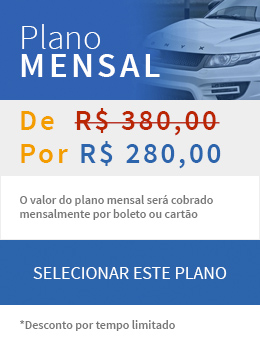 Plano
MENSAL
De R$ 380,00
Por R$ 280,00
O valor do plano mensal será cobrado
mensalmente por boleto ou cartão
SELECIONAR ESTE PLANO
*Desconto por tempo limitado